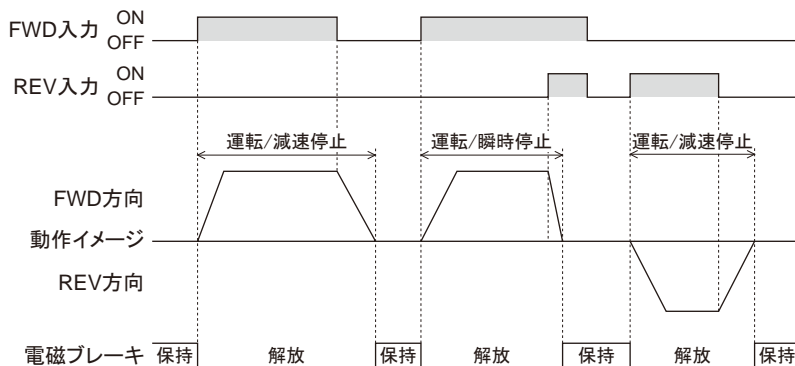 FWD入力 ON
OFF
REV入力 ON
OFF
運転/減速停止 運転/瞬時停止 運転/減速停止
FWD方向
動作イメージ
REV方向
電磁ブレーキ 保持 解放 保持 解放 保持 解放 保持